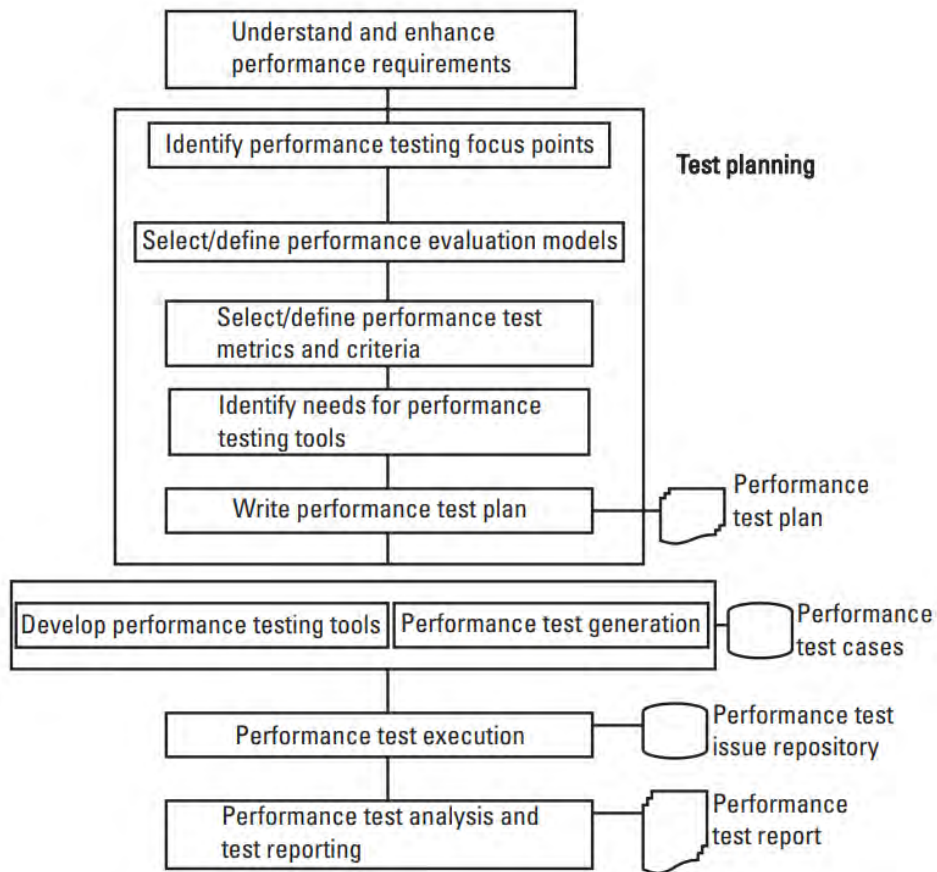 Understand and enhance
performance requirements
Identify performance testing focus points
Test planning
Select/define performance evaluation models
Select/define performance test
metrics and criteria
Identify needs for performance
testing tools
Write performance test plan
Performance
test plan
Develop performance testing tools
Performance test generation
Performance
test cases
Performance test execution
Performance test
issue repository
Performance test analysis and
test reporting
Performance
test report